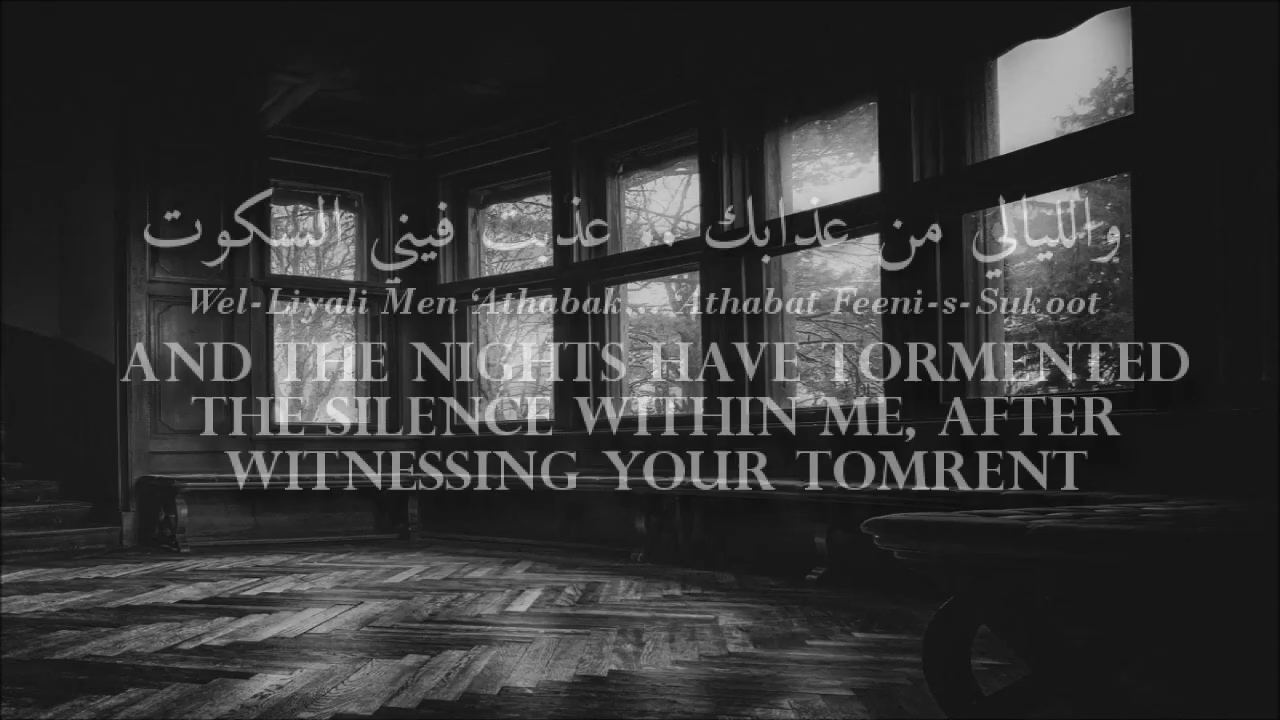 والليالي من عذابك .. عذبت فيني السكوت
Wel-Liyali Men ‘Athabak... ‘Athabat Feeni-s-Sukoot
AND THE NIGHTS HAVE TORMENTED
THE SILENCE WITHIN ME, AFTER
WITNESSING YOUR TOMRENT